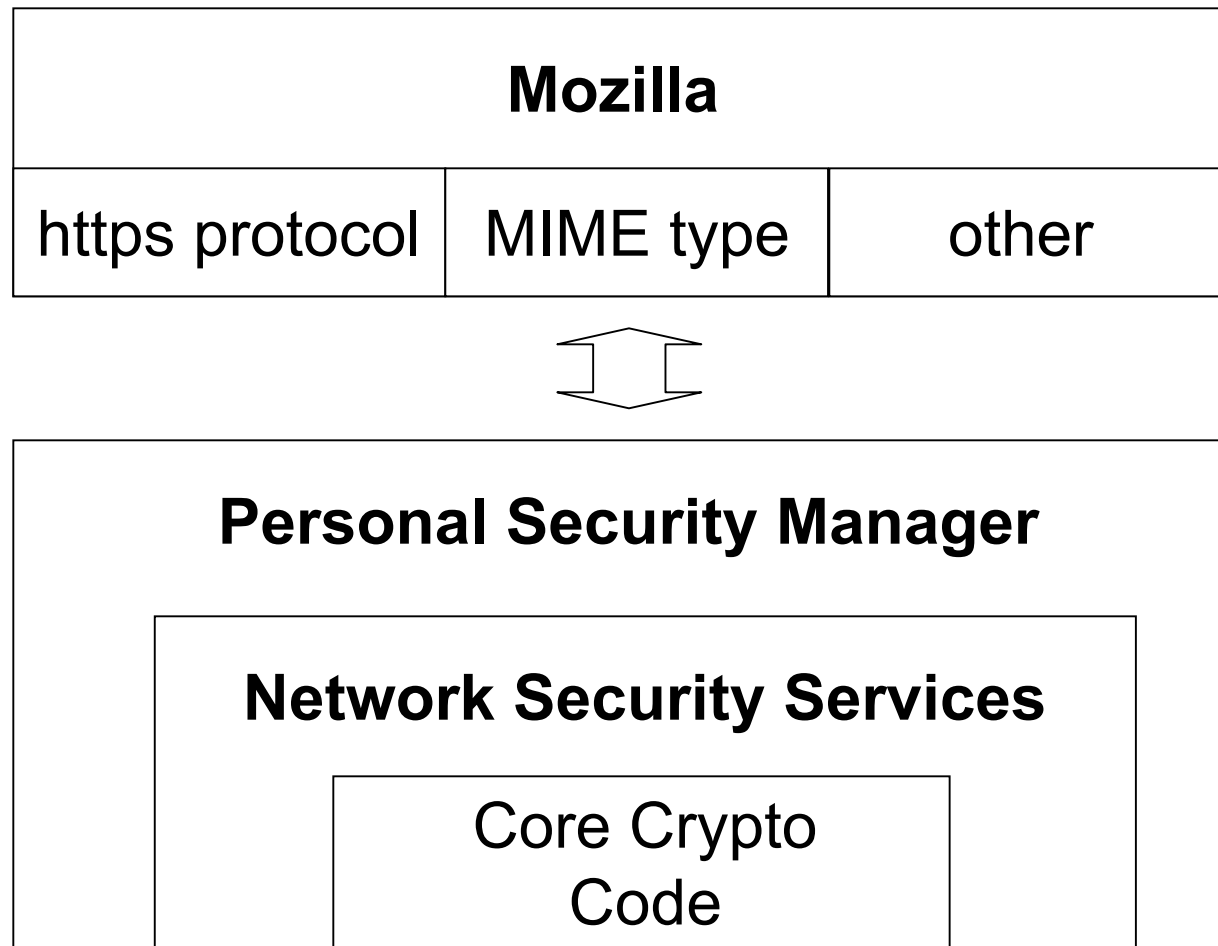 Mozilla
https protocol
MIME type
other
Personal Security Manager
Network Security Services
Core Crypto
Code